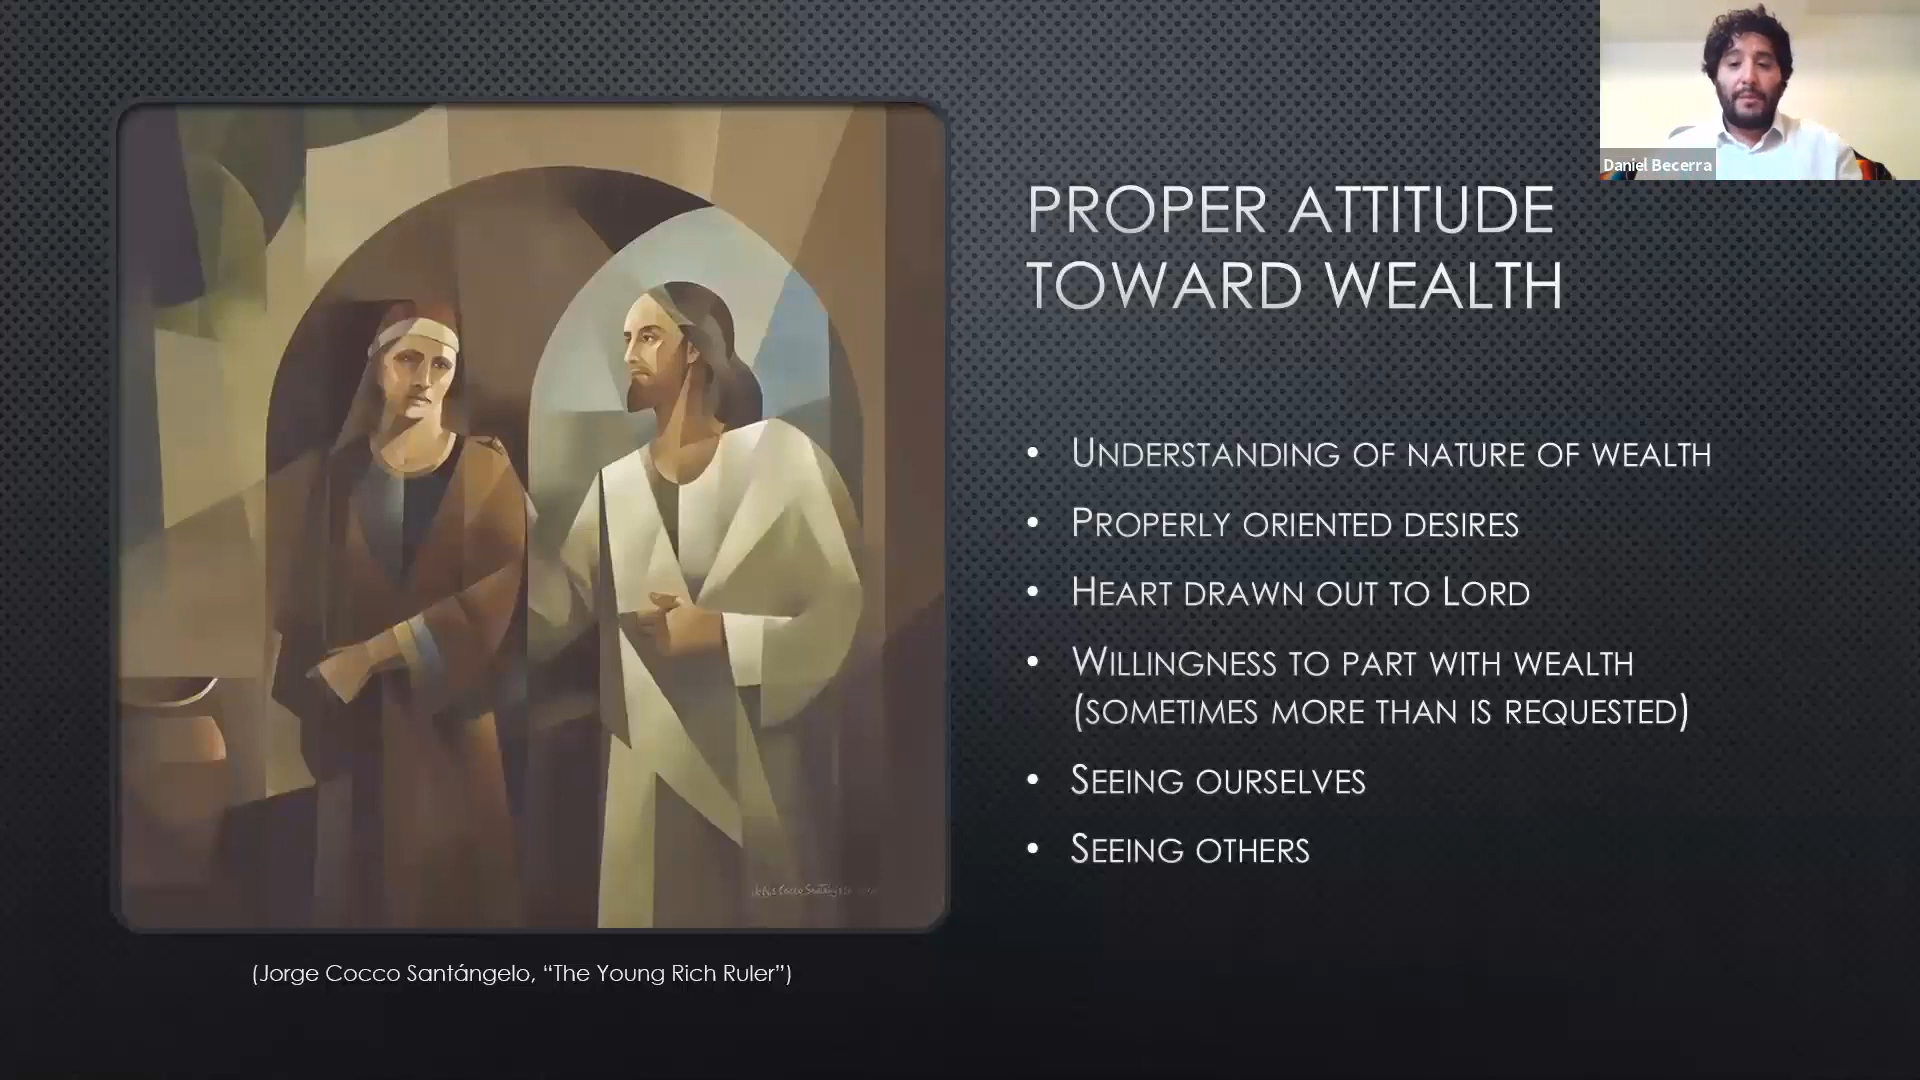 Daniel Becerra
PROPER ATTITUDE
TOWARD WEALTH
• UNDERSTANDING OF NATURE OF WEALTH
• PROPERLY ORIENTED DESIRES
• HEART DRAWN OUT TO LORD
• WILLINGNESS TO PART WITH WEALTH
(SOMETIMES MORE THAN IS REQUESTED)
• SEEING OURSELVES
• SEEING OTHERS
(Jorge Cocco Santángelo, “The Young Rich Ruler”)